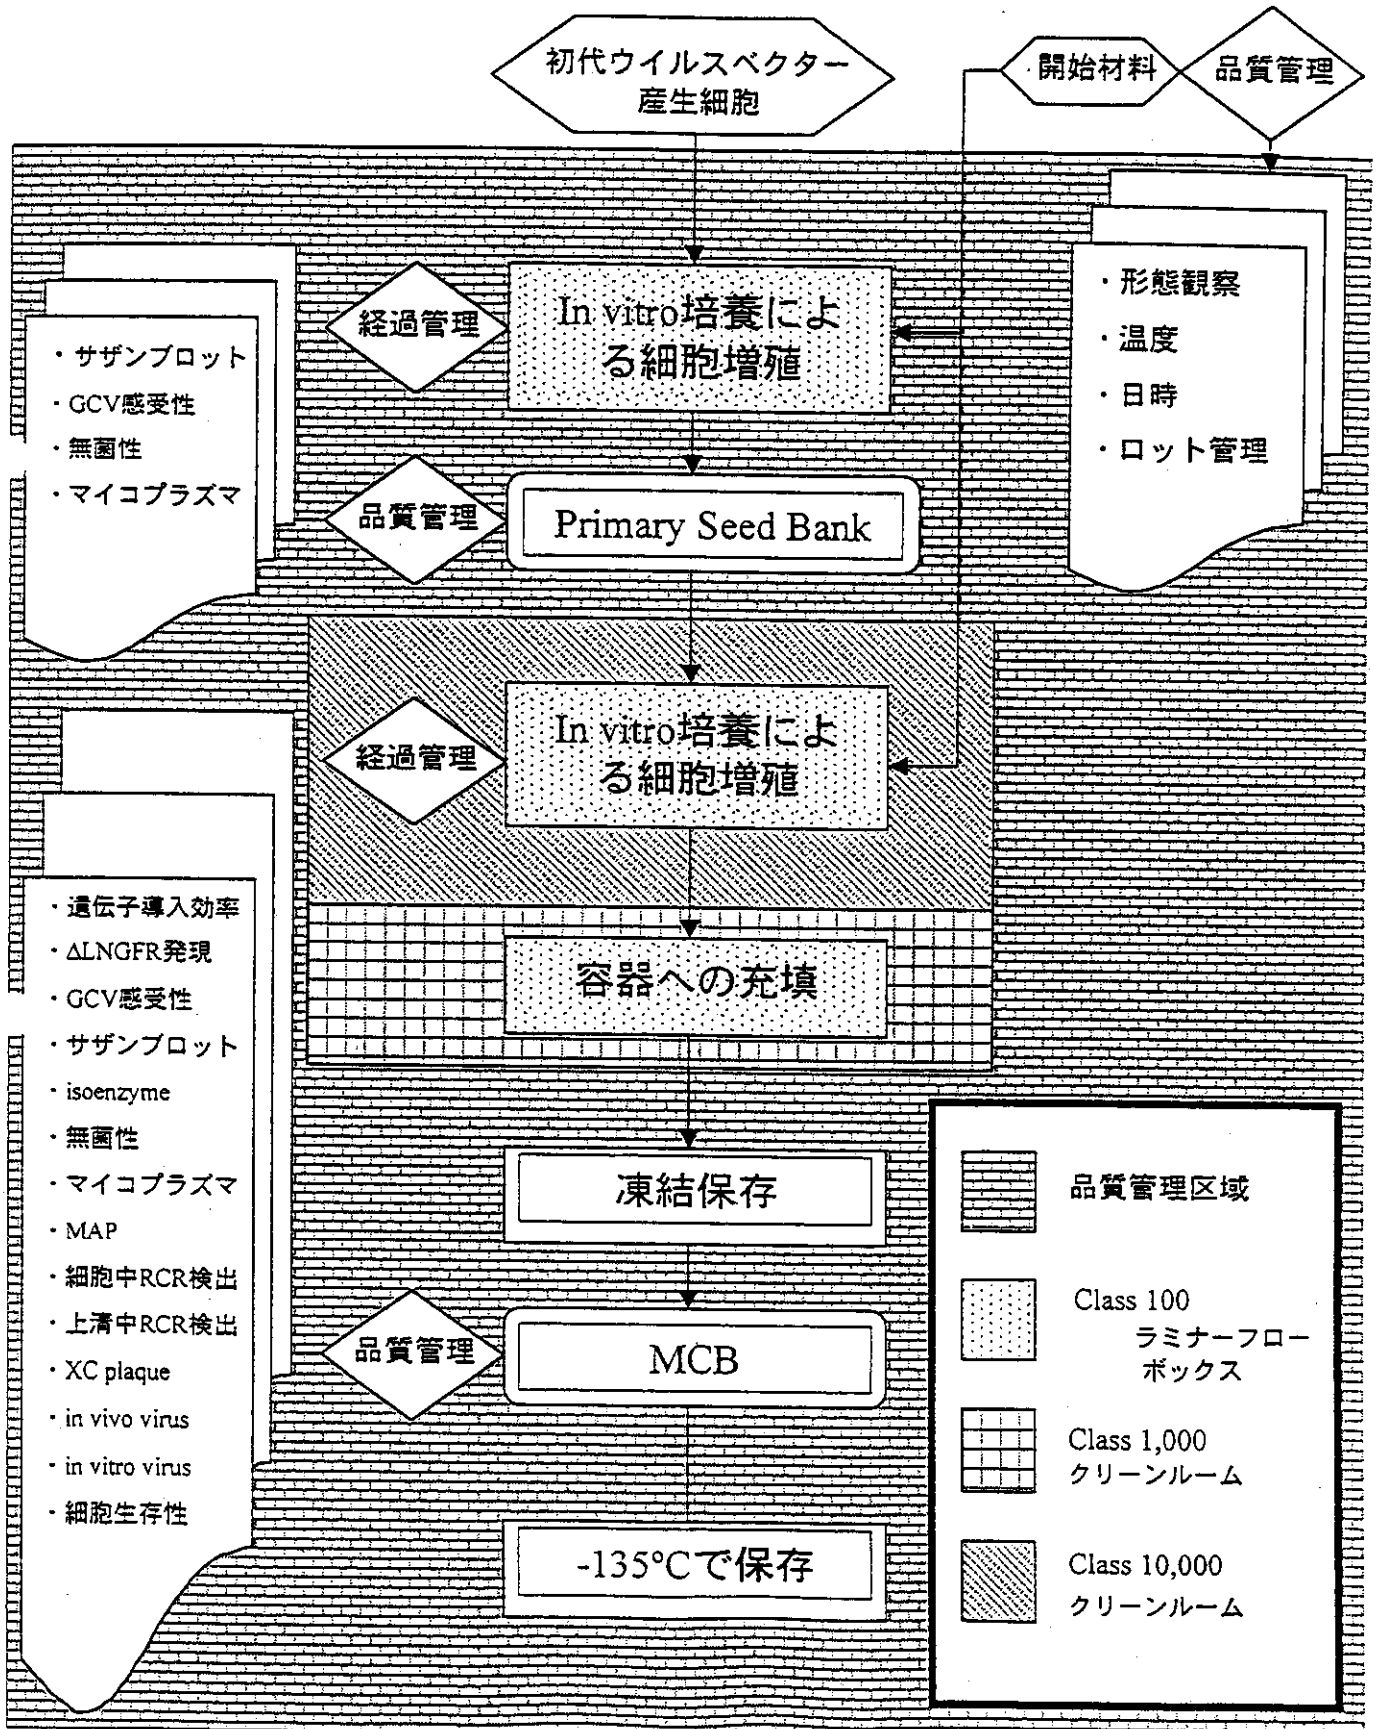 初代ウイルスベクター
産生細胞
開始材料
品質管理
・形態観察
・温度
・日時
・ロット管理
経過管理
In vitro培養によ
る細胞増殖
・サザンブロット
・GCV感受性
・無菌性
・マイコプラズマ
品質管理
Primary Seed Bank
経過管理
In vitro培養によ
る細胞増殖
容器への充填
・遺伝子導入効率
・ΔLNGFR発現
・GCV感受性
・サザンブロット
・isoenzyme
・無菌性
・マイコプラズマ
・MAP
・細胞中RCR検出
・上清中RCR検出
・XC plaque
・in vivo virus
・in vitro virus
・細胞生存性
凍結保存
品質管理
MCB
-135°Cで保存
品質管理区域
Class 100
ラミナーフロー
ボックス
Class 1,000
クリーンルーム
Class 10,000
クリーンルーム